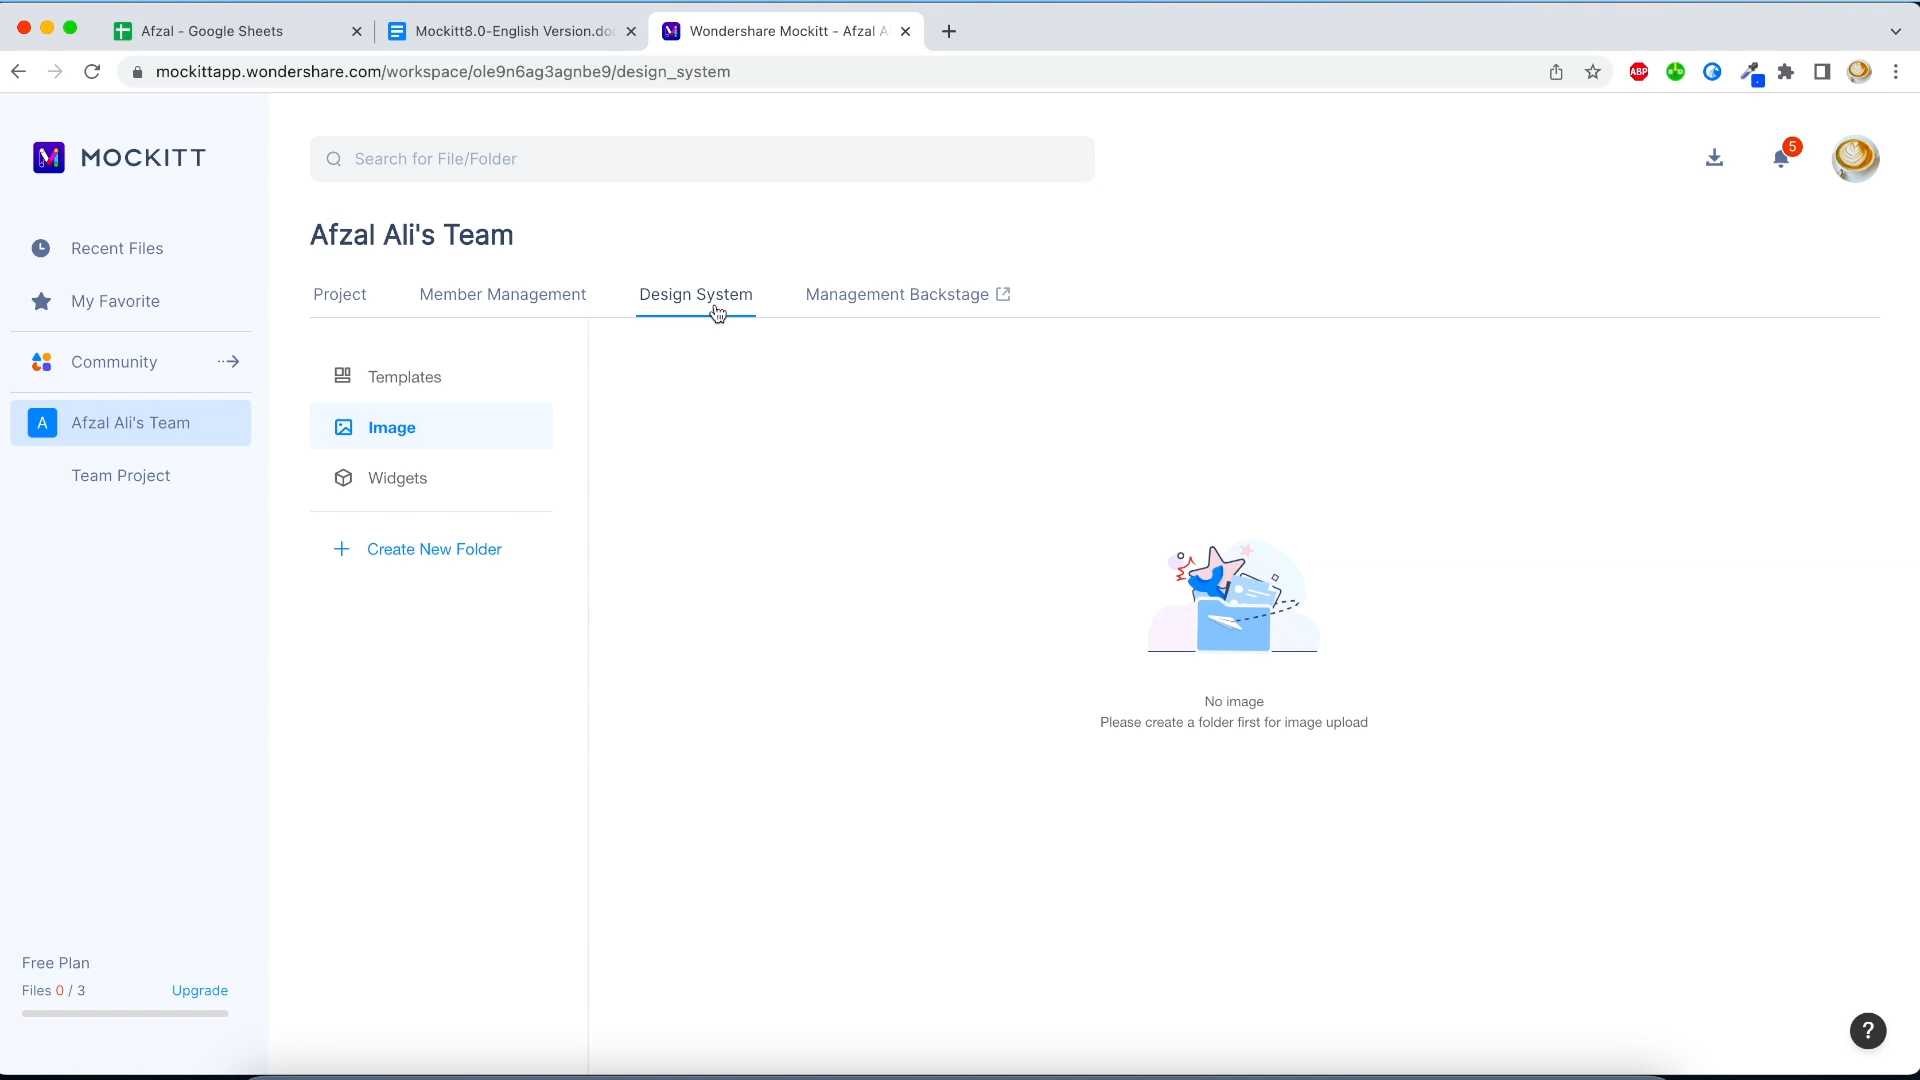 Afzal - Google Sheets
Mockitt8.0-English Version.doc
Wondershare Mockitt - Afzal A
mockittapp.wondershare.com/workspace/ole9n6ag3agnbe9/design_system
ABP
MOCKITT
Search for File/Folder
5
Recent Files
My Favorite
Community
A Afzal Ali's Team
Team Project
Afzal Ali's Team
Project Member Management Design System Management Backstage
Templates
Image
Widgets
Create New Folder
No image
Please create a folder first for image upload
Free Plan
Files 0 / 3 Upgrade
?